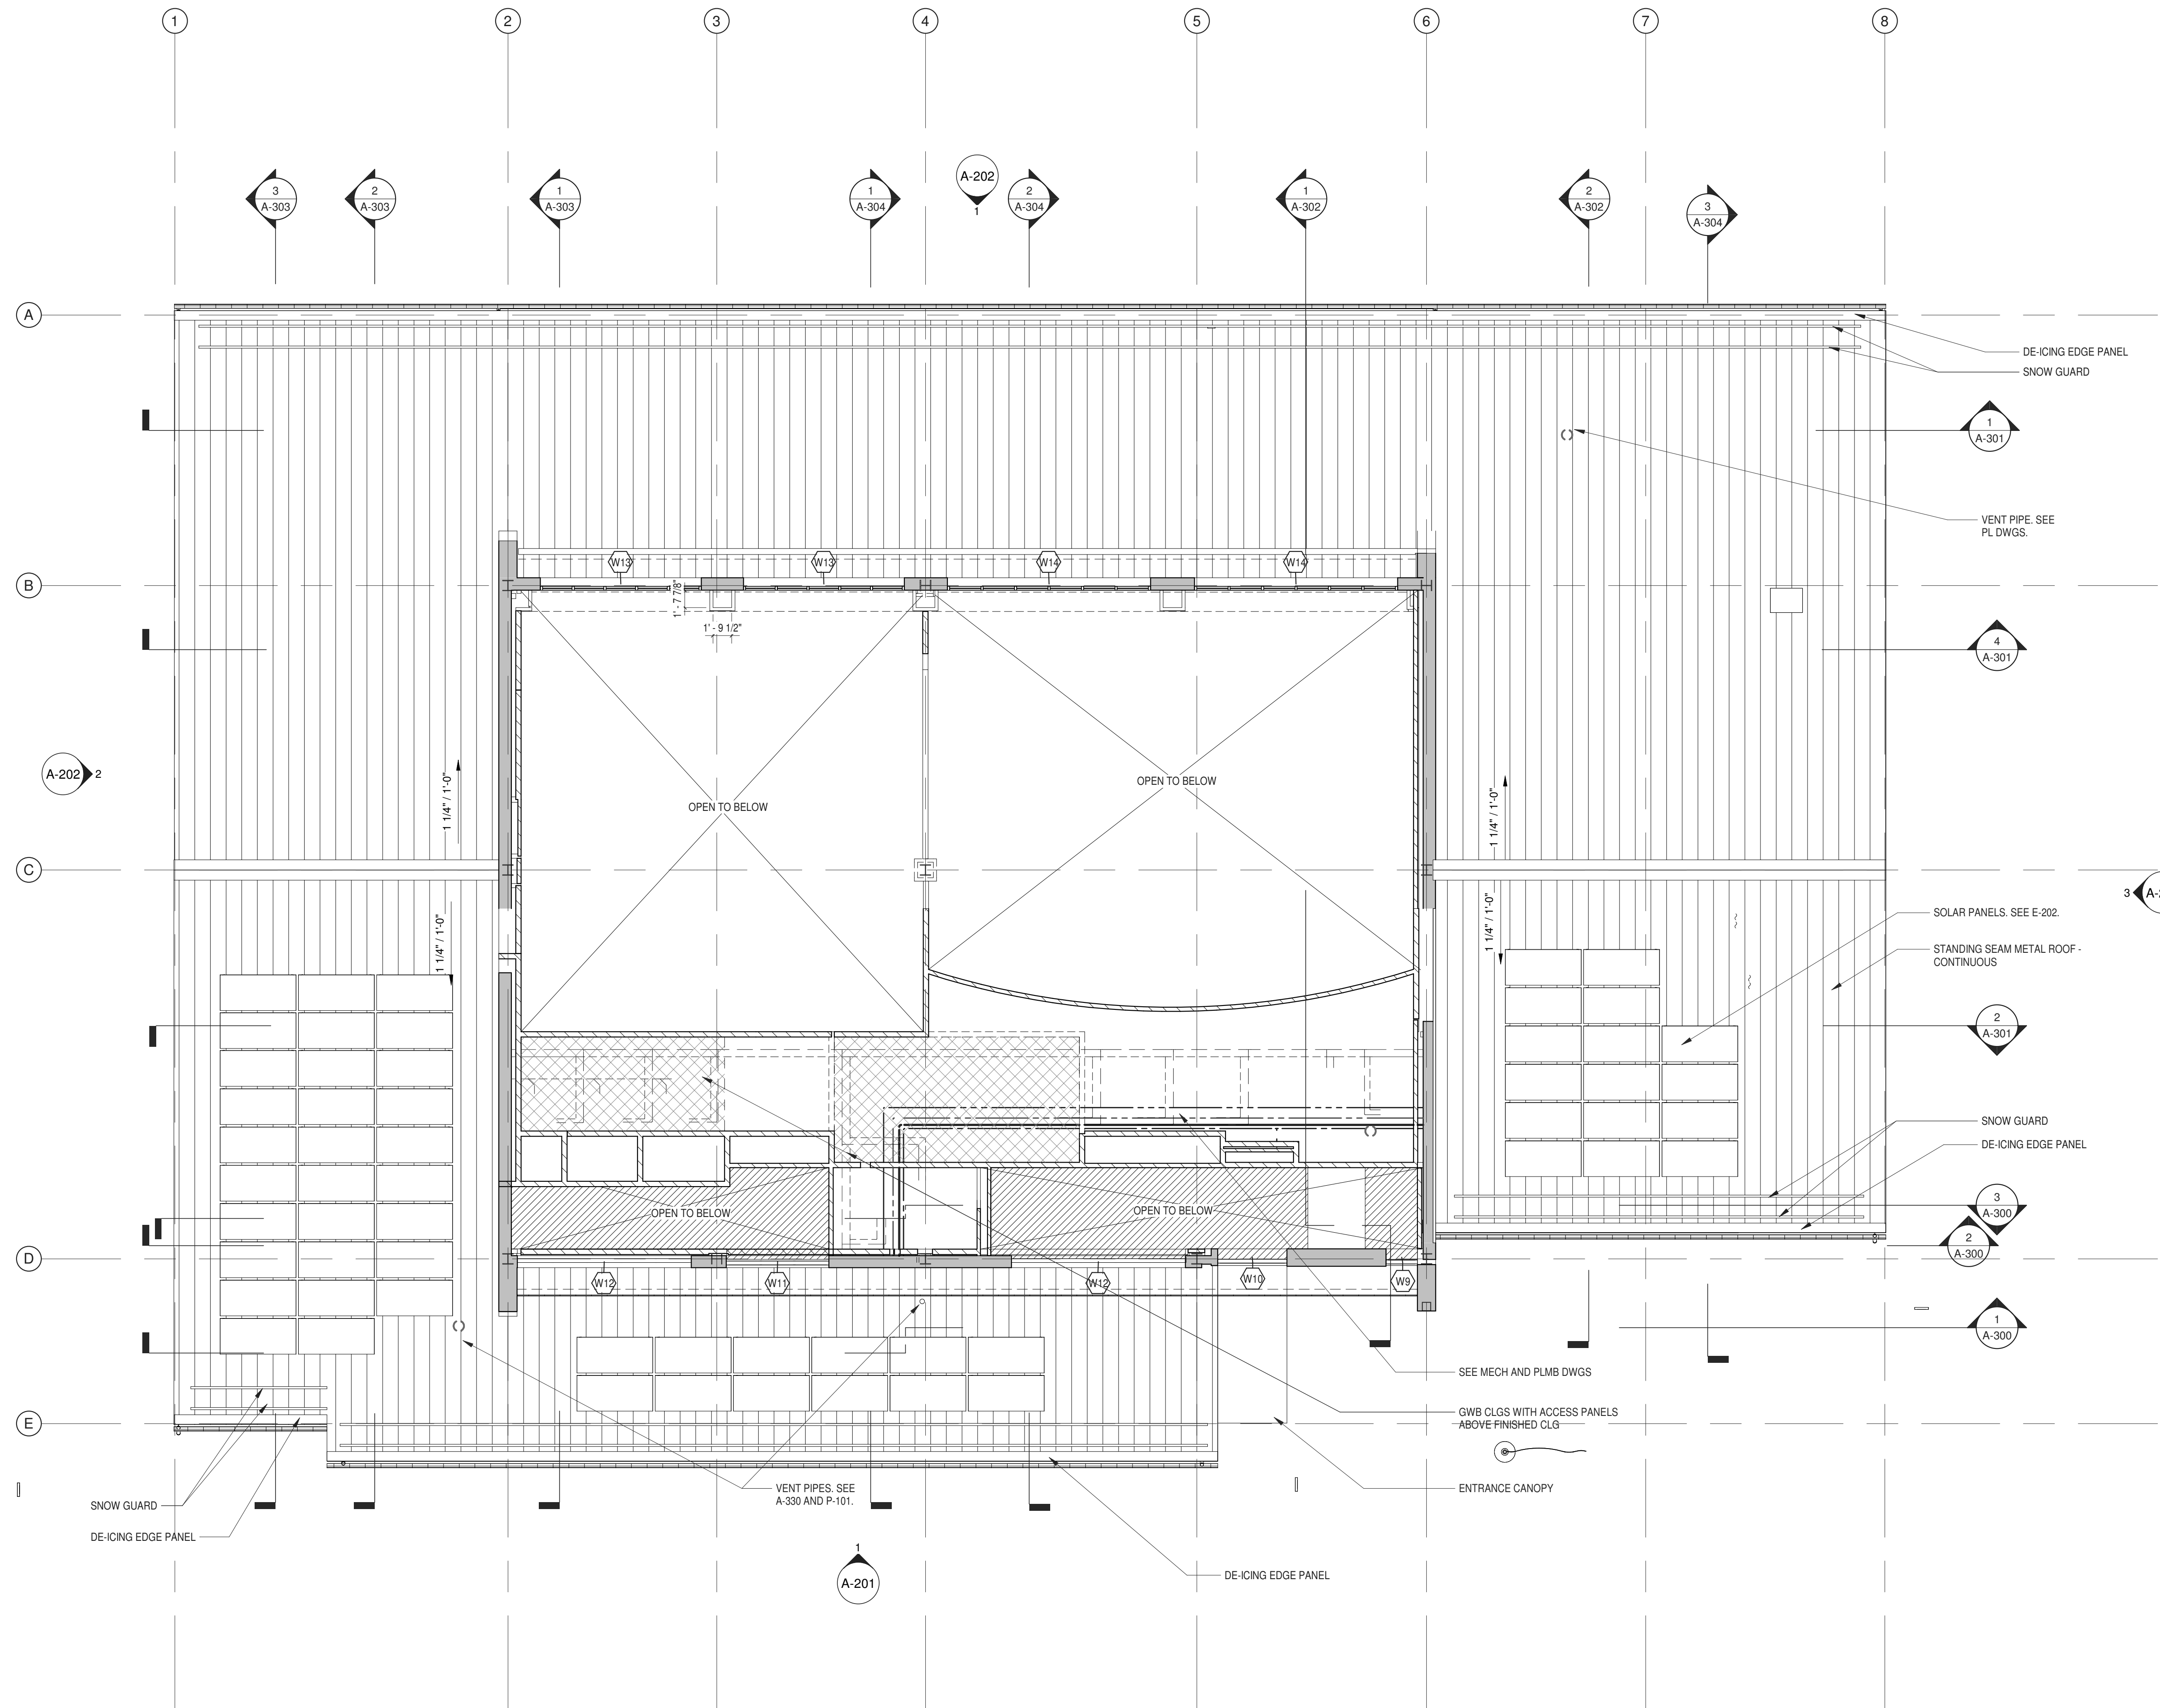 1
2
3
4
5
6
7
8
3
A-303
2
A-303
1
A-303
1
A-304
A-202
1
2
A-304
1
A-302
2
A-302
3
A-304
A
DE-ICING EDGE PANEL
SNOW GUARD
1
A-301
VENT PIPE. SEE
PL DWGS.
W13
W13
W14
W14
B
1' - 7 7/8"
1' - 9 1/2"
4
A-301
A-202
2
1 1/4" / 1'-0"
OPEN TO BELOW
OPEN TO BELOW
1 1/4" / 1'-0"
C
3
1 1/4" / 1'-0"
1 1/4" / 1'-0"
SOLAR PANELS. SEE E-202.
STANDING SEAM METAL ROOF -
CONTINUOUS
2
A-301
SNOW GUARD
DE-ICING EDGE PANEL
3
A-300
OPEN TO BELOW
OPEN TO BELOW
2
A-300
D
W12
W11
W12
W10
W9
1
A-300
SEE MECH AND PLMB DWGS
GWB CLGS WITH ACCESS PANELS
ABOVE FINISHED CLG
E
VENT PIPES. SEE
A-330 AND P-101.
ENTRANCE CANOPY
SNOW GUARD
DE-ICING EDGE PANEL
1
A-201
DE-ICING EDGE PANEL